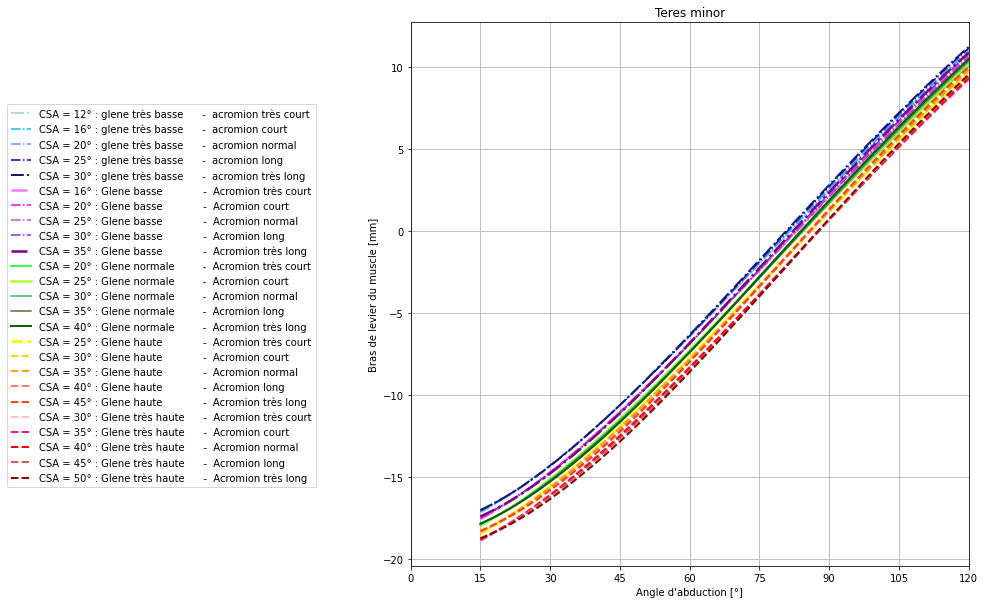 Teres minor
CSA = 12° : glene très basse - acromion très court
CSA = 16° : glene très basse - acromion court
CSA = 20° : glene très basse - acromion normal
CSA = 25° : glene très basse - acromion long
CSA = 30° : glene très basse - acromion très long
CSA = 16° : Glene basse - Acromion très court
CSA = 20° : Glene basse - Acromion court
CSA = 25° : Glene basse - Acromion normal
CSA = 30° : Glene basse - Acromion long
CSA = 35° : Glene basse - Acromion très long
CSA = 20° : Glene normale - Acromion très court
CSA = 25° : Glene normale - Acromion court
CSA = 30° : Glene normale - Acromion normal
CSA = 35° : Glene normale - Acromion long
CSA = 40° : Glene normale - Acromion très long
CSA = 25° : Glene haute - Acromion très court
CSA = 30° : Glene haute - Acromion court
CSA = 35° : Glene haute - Acromion normal
CSA = 40° : Glene haute - Acromion long
CSA = 45° : Glene haute - Acromion très long
CSA = 30° : Glene très haute - Acromion très court
CSA = 35° : Glene très haute - Acromion court
CSA = 40° : Glene très haute - Acromion normal
CSA = 45° : Glene très haute - Acromion long
CSA = 50° : Glene très haute - Acromion très long
Bras de levier du muscle [mm]
10
5
0
−5
−10
−15
−20
0 15 30 45 60 75 90 105 120
Angle d'abduction [°]